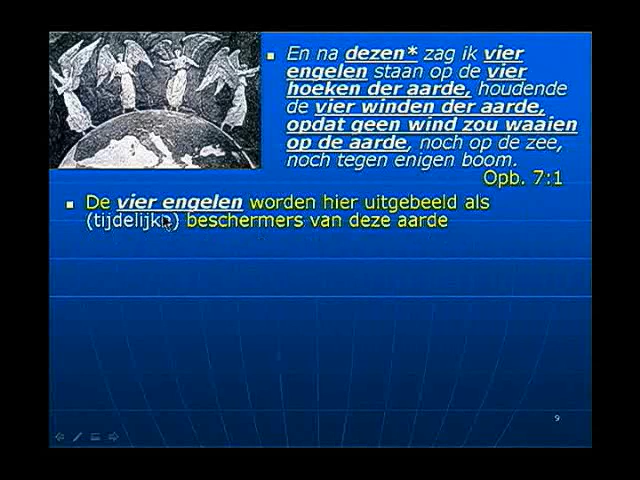 En na dezen* zag ik vier
engelen staan op de vier
hoeken der aarde, houdende
de vier winden der aarde,
opdat geen wind zou waaien
op de aarde, noch op de zee,
noch tegen enigen boom.
Opb. 7:1
De vier engelen worden hier uitgebeeld als
(tijdelijke) beschermers van deze aarde
9